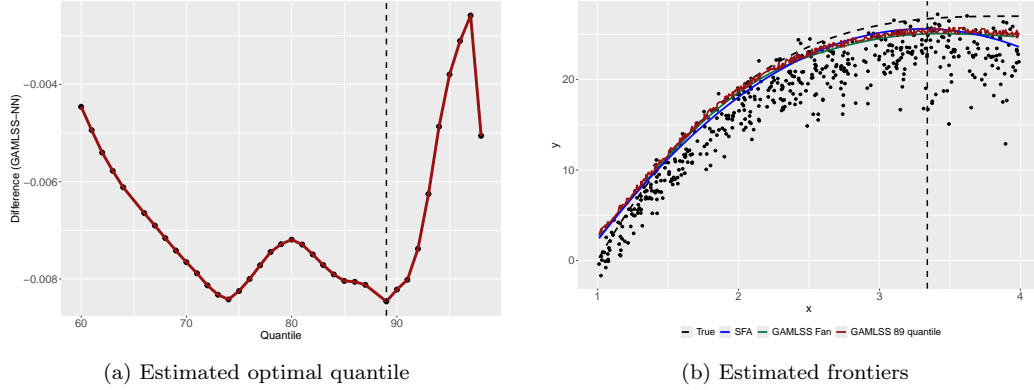 Difference (GAMLSS−NN)
−0.004
−0.006
−0.008
60
70
80
90
Quantile
(a) Estimated optimal quantile
y
20
10
0
1
2
3
4
x
True
SFA
GAMLSS Fan
GAMLSS 89 quantile
(b) Estimated frontiers